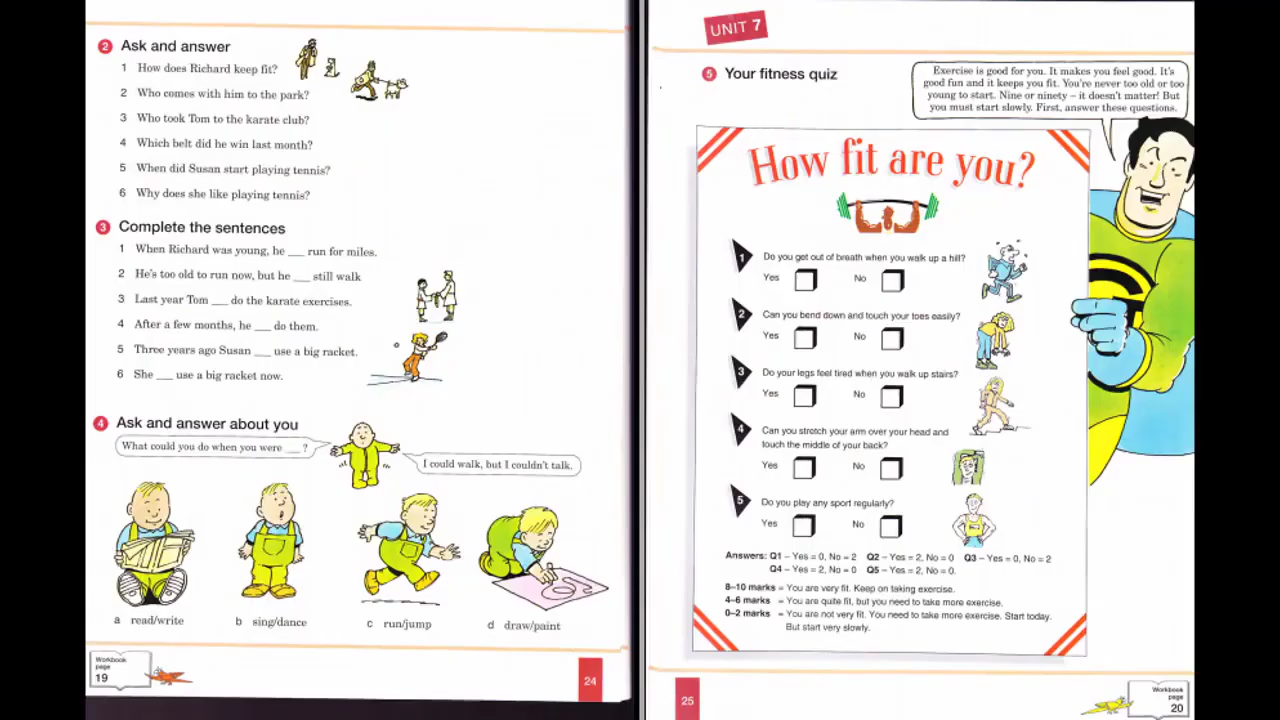 2 Ask and answer
1 How does Richard keep fit?
2 Who comes with him to the park?
3 Who took Tom to the karate club?
4 Which belt did he win last month?
5 When did Susan start playing tennis?
6 Why does she like playing tennis?
3 Complete the sentences
1 When Richard was young, he ___ run for miles.
2 He's too old to run now, but he ___ still walk
3 Last year Tom ___ do the karate exercises.
4 After a few months, he ___ do them.
5 Three years ago Susan ___ use a big racket.
6 She ___ use a big racket now.
4 Ask and answer about you
What could you do when you were ___ ?
I could walk, but I couldn't talk.
a read/write
b sing/dance
c run/jump
d draw/paint
Workbook
page
19
24
UNIT 7
5 Your fitness quiz
Exercise is good for you. It makes you feel good. It's
good fun and it keeps you fit. You're never too old or too
young to start. Nine or ninety – it doesn't matter! But
you must start slowly. First, answer these questions.
How fit are you?
1 Do you get out of breath when you walk up a hill?
Yes No
2 Can you bend down and touch your toes easily?
Yes No
3 Do your legs feel tired when you walk up stairs?
Yes No
4 Can you stretch your arm over your head and
touch the middle of your back?
Yes No
5 Do you play any sport regularly?
Yes No
Answers: Q1 – Yes = 0, No = 2 Q2 – Yes = 2, No = 0 Q3 – Yes = 0, No = 2
Q4 – Yes = 2, No = 0 Q5 – Yes = 2, No = 0.
8–10 marks = You are very fit. Keep on taking exercise.
4–6 marks = You are quite fit, but you need to take more exercise.
0–2 marks = You are not very fit. You need to take more exercise. Start today.
But start very slowly.
25
Workbook
page
20